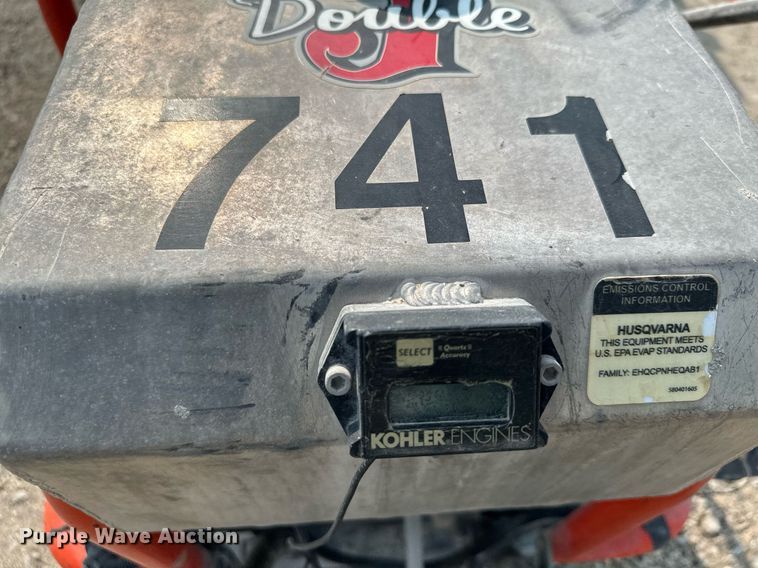 Double
741
EMISSIONS CONTROL
INFORMATION
HUSQVARNA
THIS EQUIPMENT MEETS
U.S. EPA EVAP STANDARDS
FAMILY: EHQCPNHEQAB1
580401605
SELECT
Quartz
Accuracy
KOHLER ENGINES
Purple Wave Auction